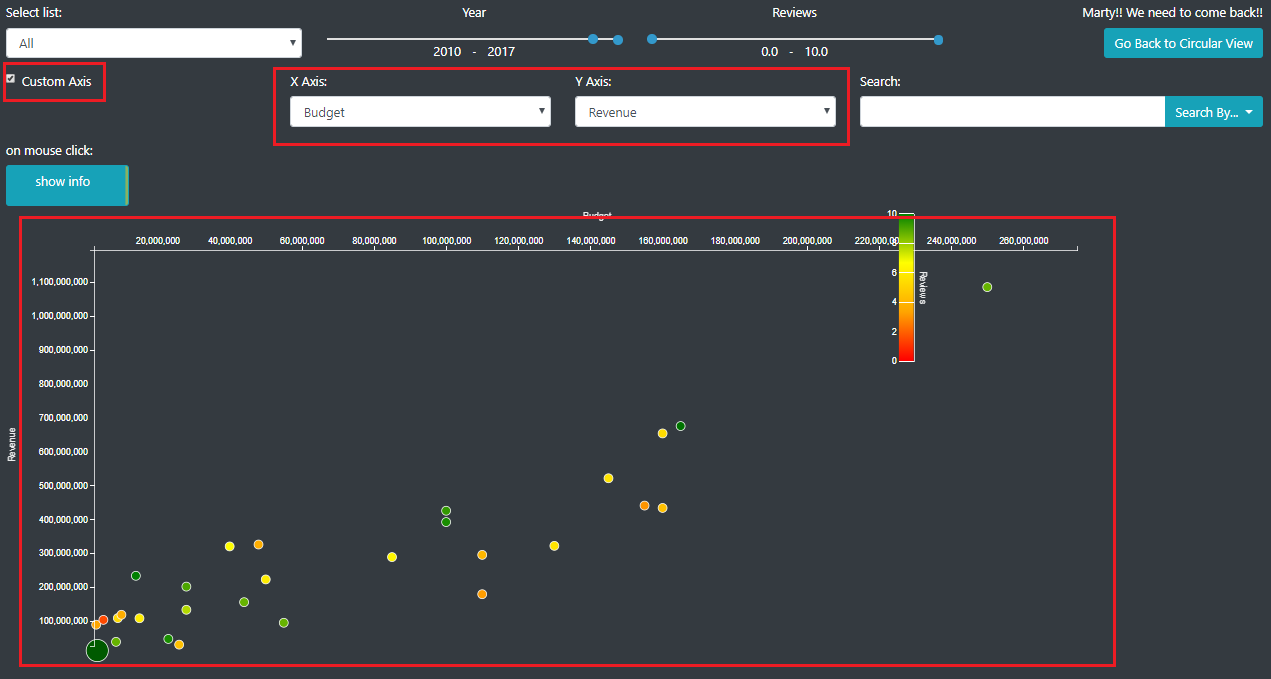 Select list:
Year
Reviews
Marty!! We need to come back!!
All
2010 - 2017
0.0 - 10.0
Go Back to Circular View
Custom Axis
X Axis:
Y Axis:
Search:
Budget
Revenue
Search By...
on mouse click:
show info
Budget
20,000,000
40,000,000
60,000,000
80,000,000
100,000,000
120,000,000
140,000,000
160,000,000
180,000,000
200,000,000
240,000,000
260,000,000
10
6
4
2
0
Reviews
1,100,000,000
1,000,000,000
900,000,000
800,000,000
700,000,000
600,000,000
500,000,000
400,000,000
300,000,000
200,000,000
100,000,000
Revenue